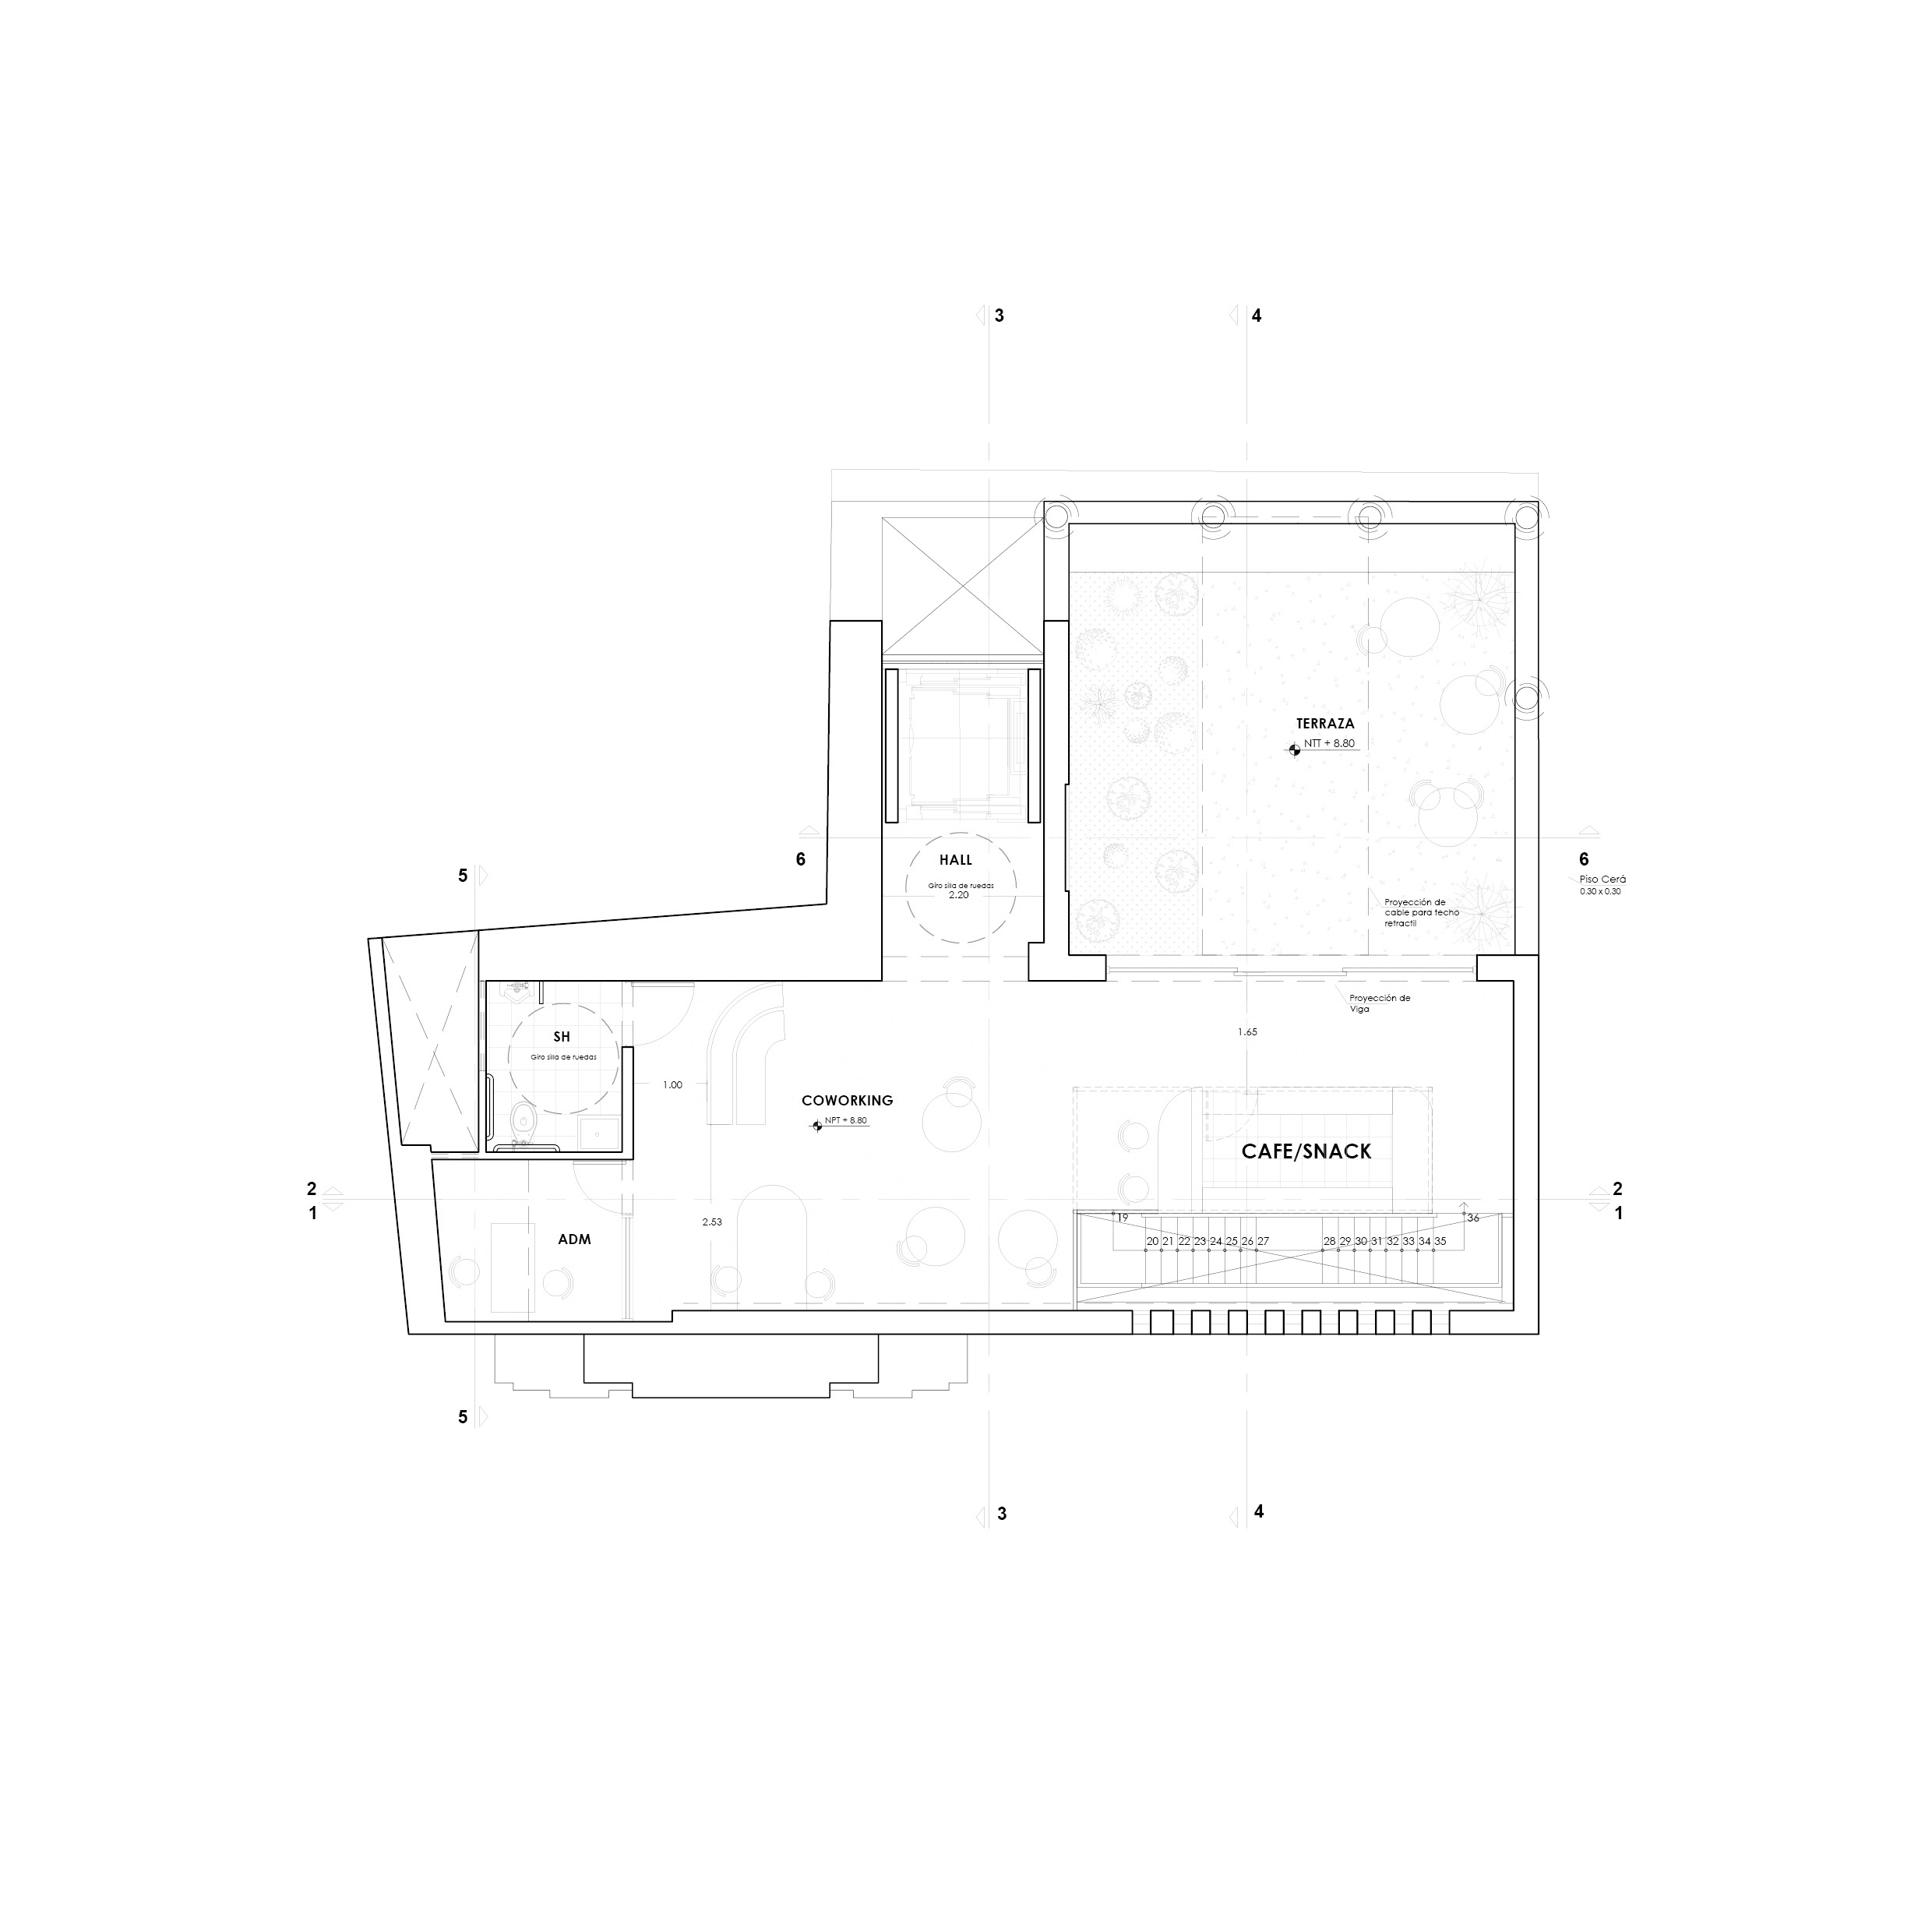 3
4
TERRAZA
NTT + 8.80
6
HALL
6
5
Giro silla de ruedas
2.20
Piso Cerá
0.30 x 0.30
Proyección de
cable para techo
retractil
Proyección de
Viga
SH
Giro silla de ruedas
1.65
1.00
COWORKING
NPT + 8.80
CAFE/SNACK
2
1
2
1
19
36
2.53
ADM
20 21 22 23 24 25 26 27 28 29 30 31 32 33 34 35
5
3
4